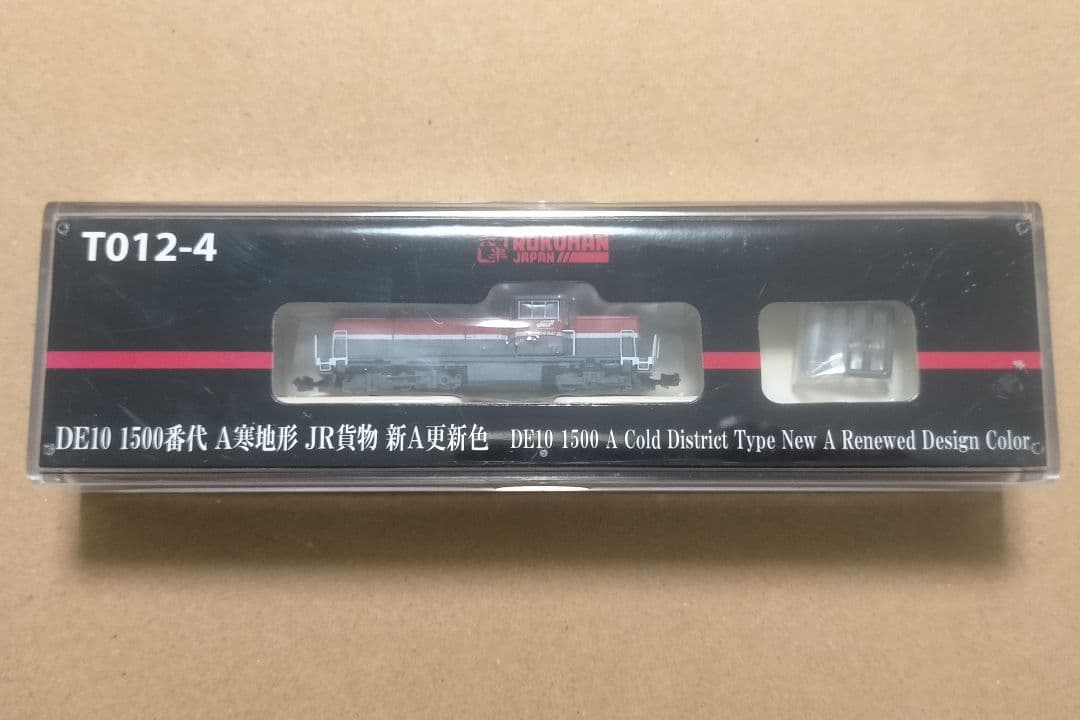 T012-4
ROKUHAN
JAPAN
DE10 1500番代 A寒地形 JR貨物 新A更新色 DE10 1500 A Cold District Type New A Renewed Design Color